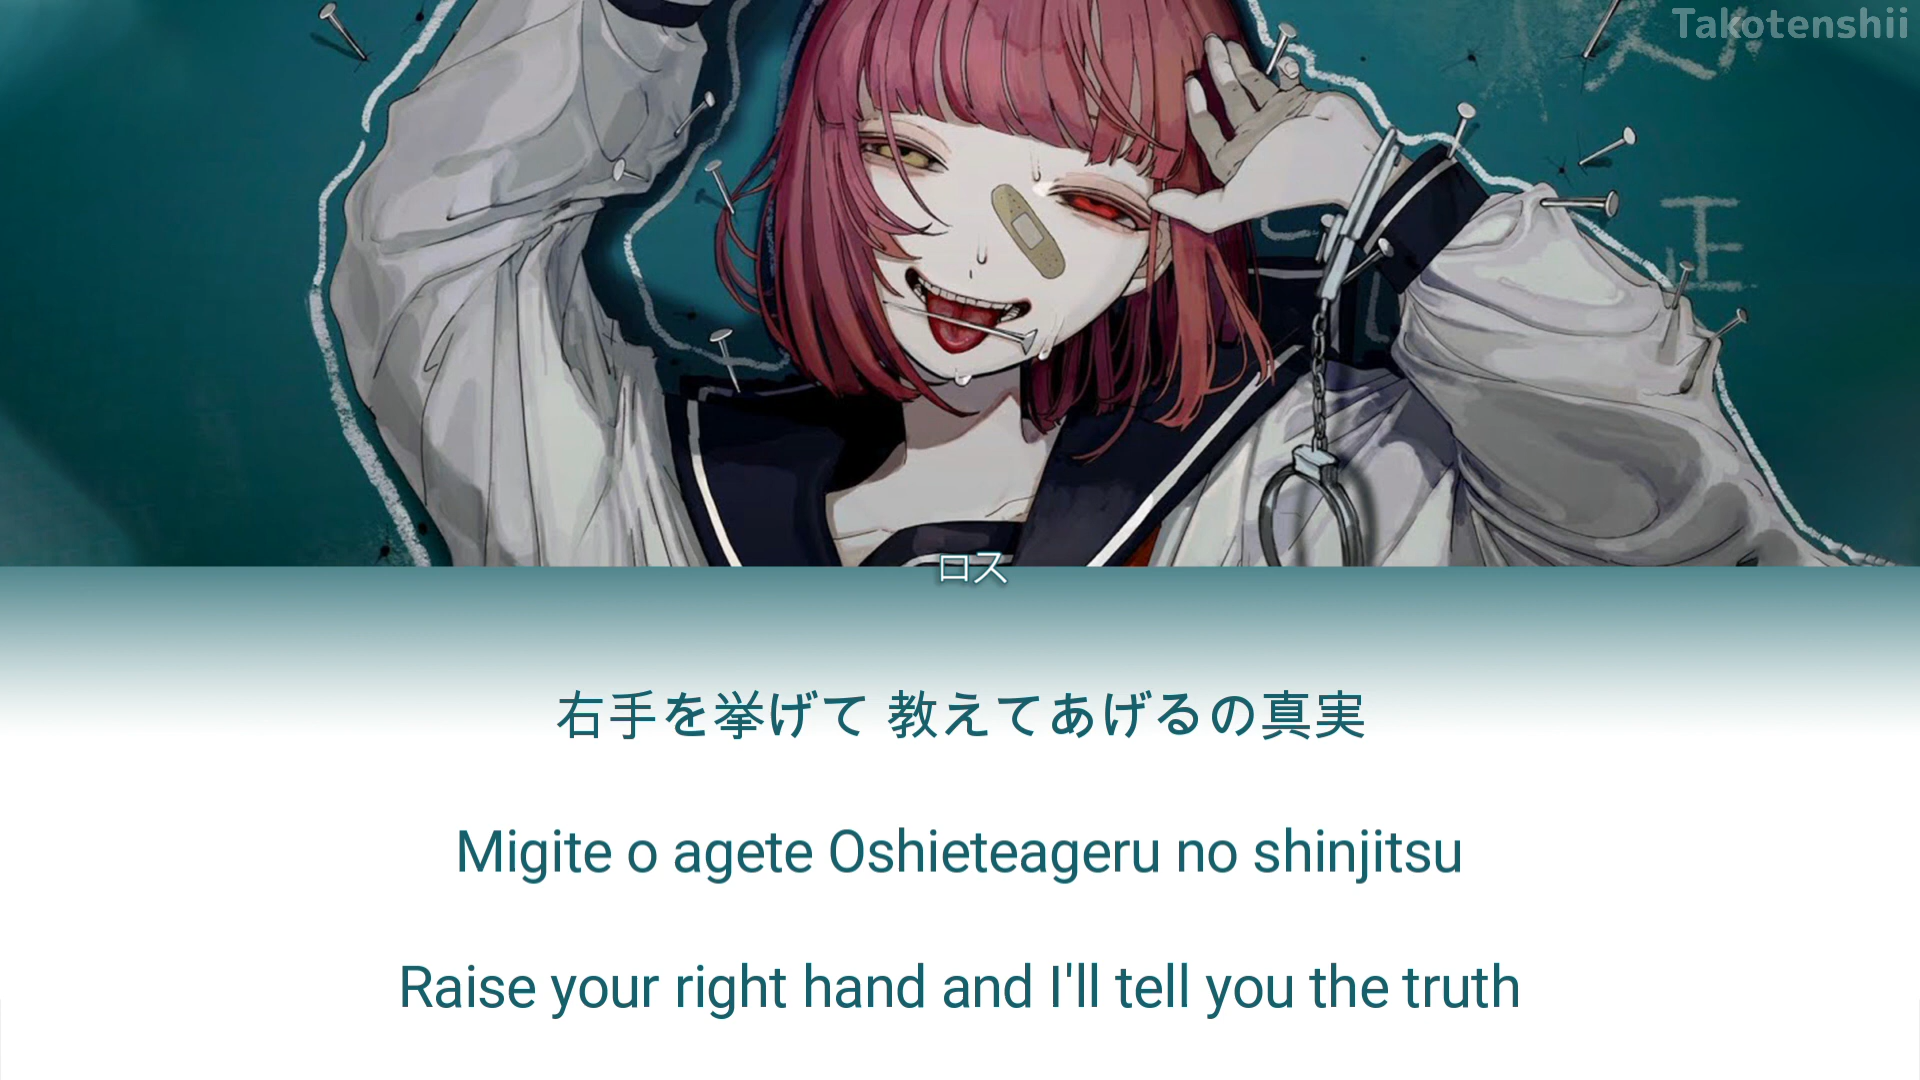 Takotenshii
正
ロス
右手を挙げて 教えてあげるの真実
Migite o agete Oshieteageru no shinjitsu
Raise your right hand and I'll tell you the truth